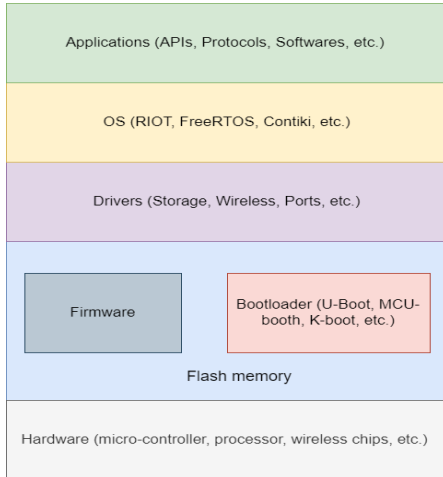 Applications (APIs, Protocols, Softwares, etc.)
OS (RIOT, FreeRTOS, Contiki, etc.)
Drivers (Storage, Wireless, Ports, etc.)
Firmware
Bootloader (U-Boot, MCU-
booth, K-boot, etc.)
Flash memory
Hardware (micro-controller, processor, wireless chips, etc.)